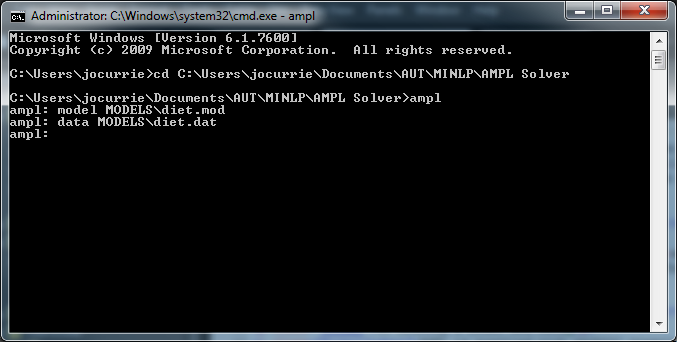 Administrator: C:\Windows\system32\cmd.exe - ampl
Microsoft Windows [Version 6.1.7600]
Copyright (c) 2009 Microsoft Corporation.  All rights reserved.
C:\Users\jocurrie>cd C:\Users\jocurrie\Documents\AUT\MINLP\AMPL Solver
C:\Users\jocurrie\Documents\AUT\MINLP\AMPL Solver>ampl
ampl: model MODELS\diet.mod
ampl: data MODELS\diet.dat
ampl: